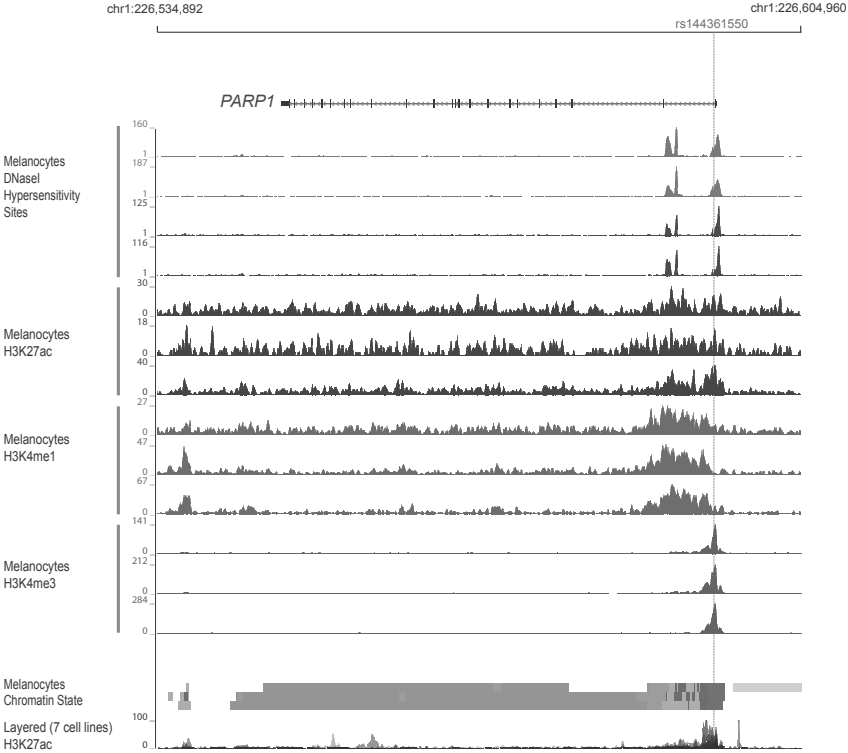 chr1:226,534,892
chr1:226,604,960
rs144361550
PARP1
Melanocytes
DNaseI
Hypersensitivity
Sites
160
1
187
1
125
1
116
1
Melanocytes
H3K27ac
30
0
18
0
40
0
Melanocytes
H3K4me1
27
0
47
0
67
0
Melanocytes
H3K4me3
141
0
212
0
284
0
Melanocytes
Chromatin State
Layered (7 cell lines)
H3K27ac
100
0